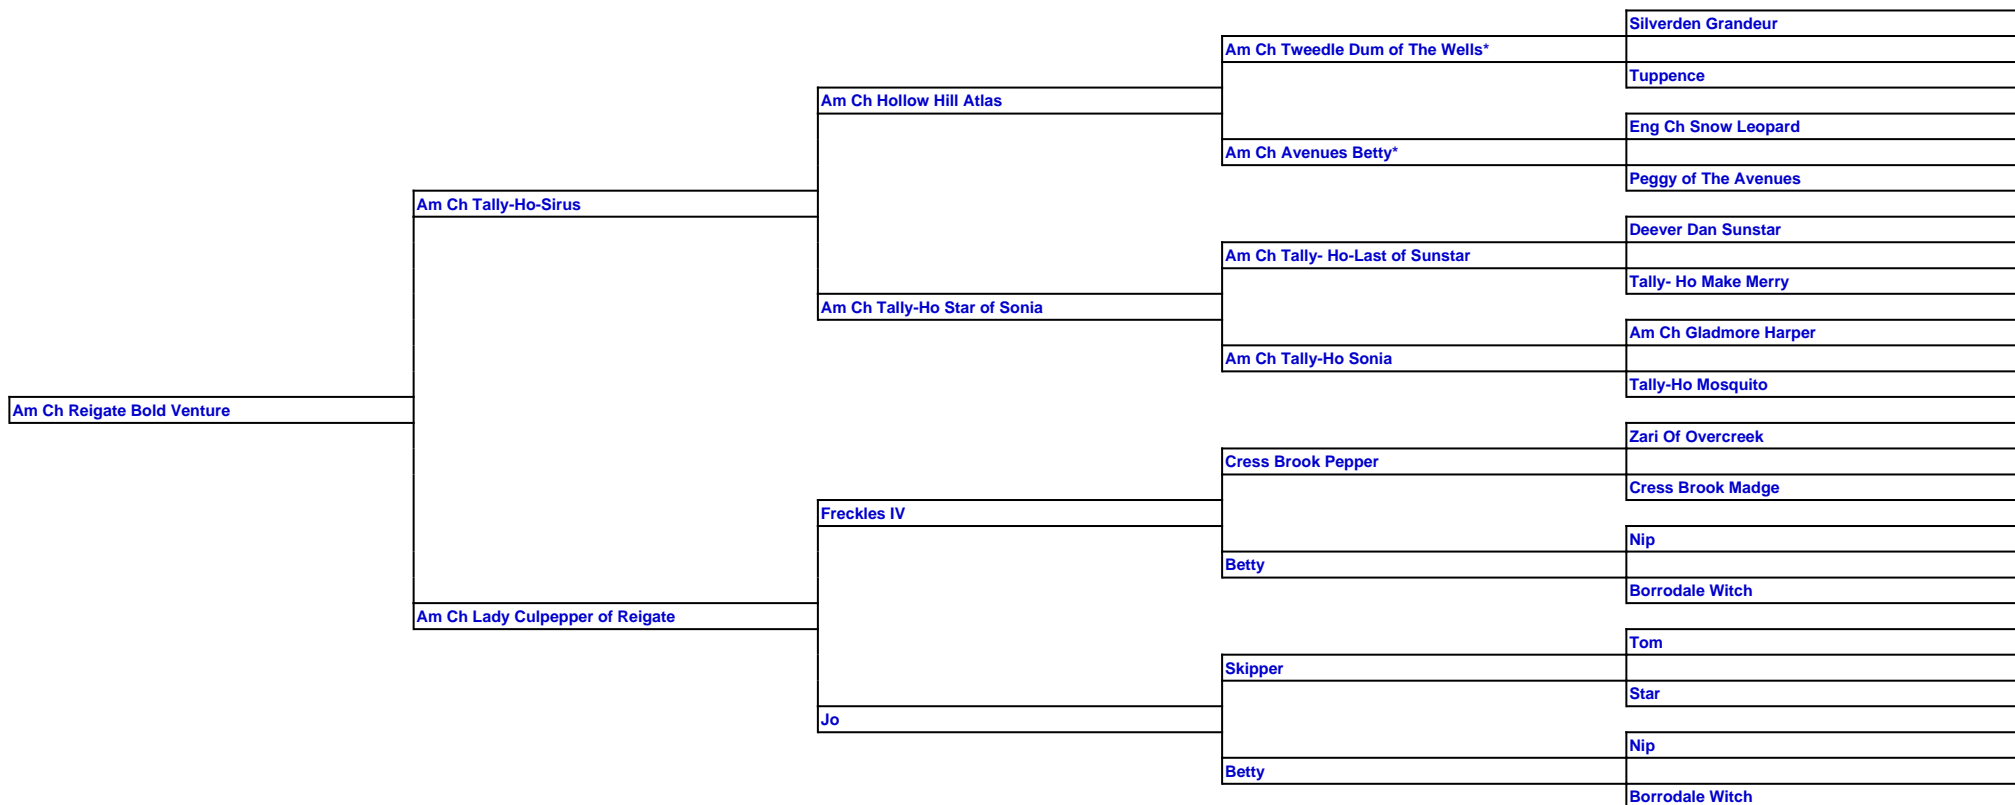 Silverden Grandeur
Am Ch Tweedle Dum of The Wells*
Tuppence
Am Ch Hollow Hill Atlas
Eng Ch Snow Leopard
Am Ch Avenues Betty*
Peggy of The Avenues
Am Ch Tally-Ho-Sirus
Deever Dan Sunstar
Am Ch Tally- Ho-Last of Sunstar
Tally- Ho Make Merry
Am Ch Tally-Ho Star of Sonia
Am Ch Gladmore Harper
Am Ch Tally-Ho Sonia
Tally-Ho Mosquito
Am Ch Reigate Bold Venture
Zari Of Overcreek
Cress Brook Pepper
Cress Brook Madge
Freckles IV
Nip
Betty
Borrodale Witch
Am Ch Lady Culpepper of Reigate
Tom
Skipper
Star
Jo
Nip
Betty
Borrodale Witch